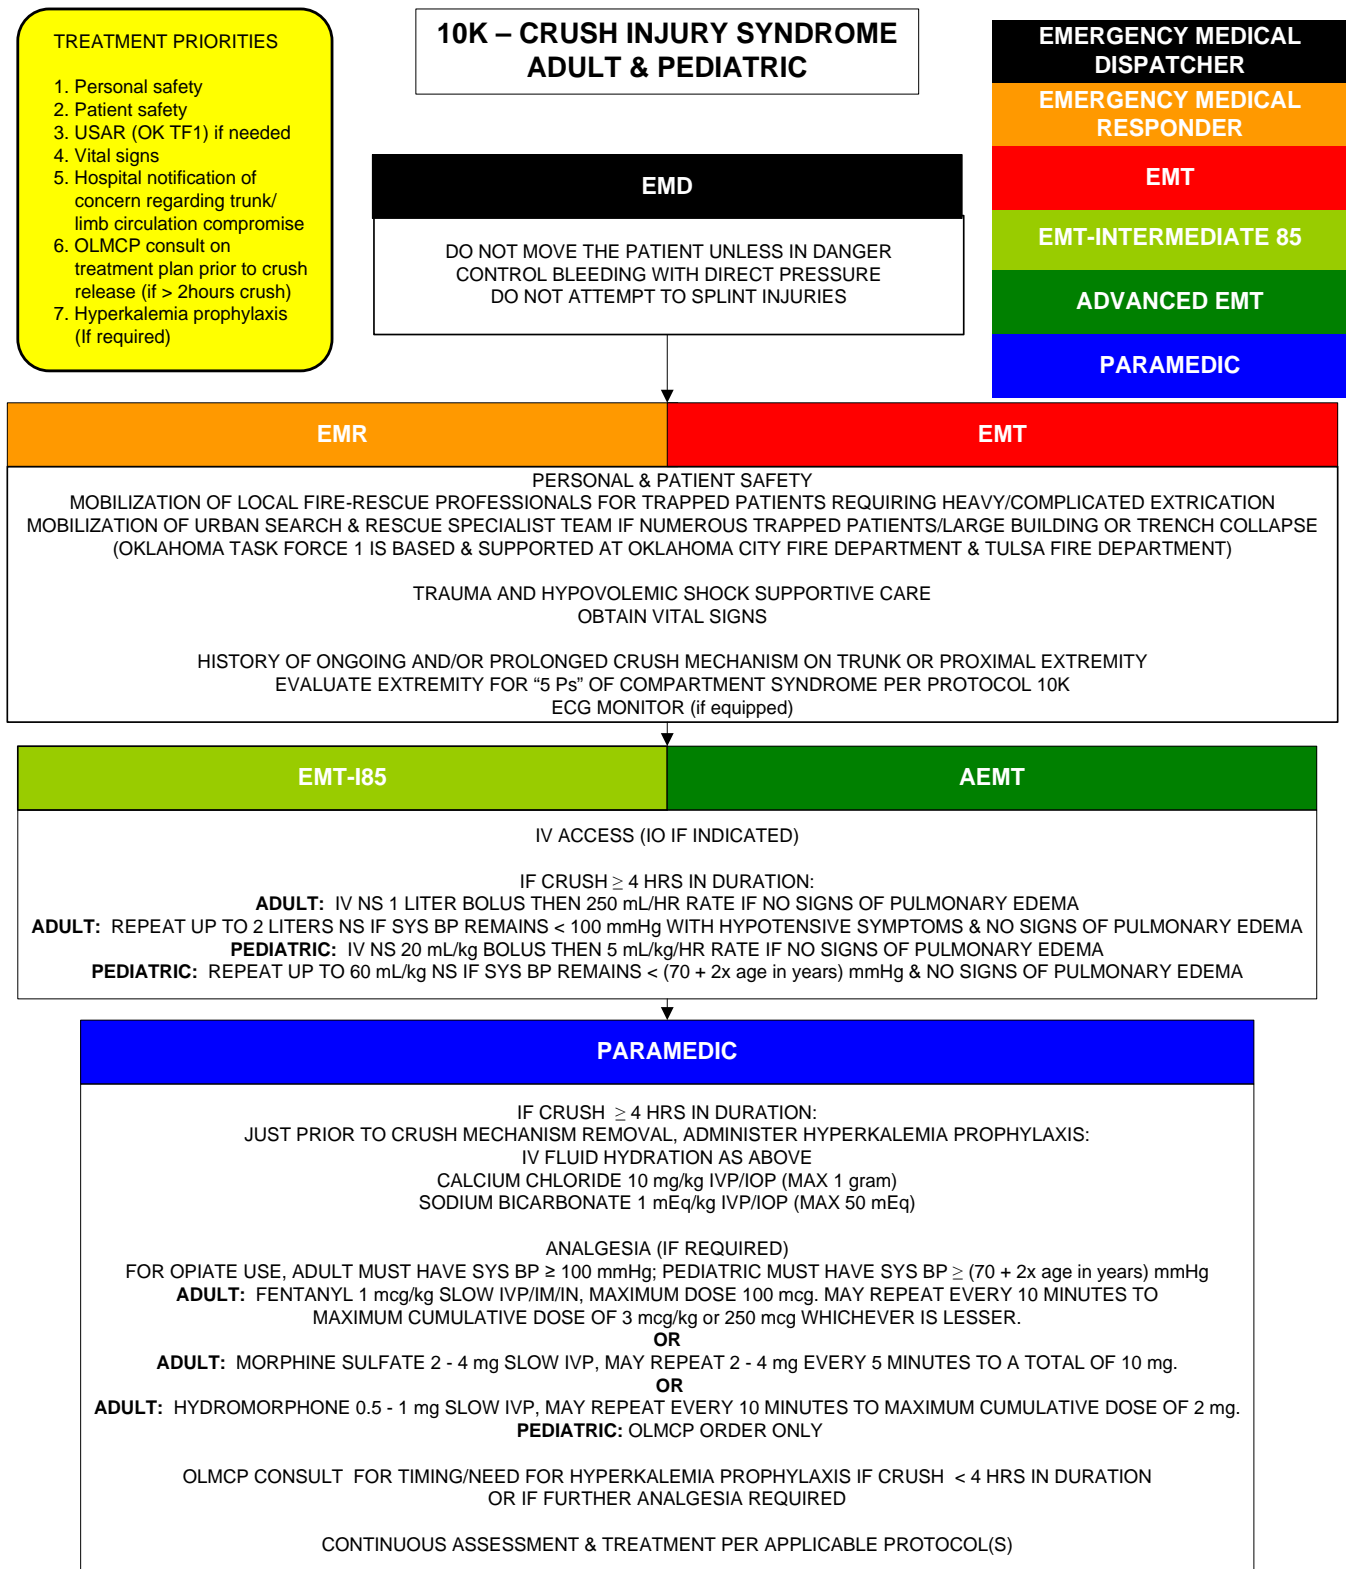 TREATMENT PRIORITIES
1. Personal safety
2. Patient safety
3. USAR (OK TF1) if needed
4. Vital signs
5. Hospital notification of
concern regarding trunk/
limb circulation compromise
6. OLMCP consult on
treatment plan prior to crush
release (if > 2hours crush)
7. Hyperkalemia prophylaxis
(If required)
10K – CRUSH INJURY SYNDROME
ADULT & PEDIATRIC
EMERGENCY MEDICAL
DISPATCHER
EMERGENCY MEDICAL
RESPONDER
EMT
EMT-INTERMEDIATE 85
ADVANCED EMT
PARAMEDIC
EMD
DO NOT MOVE THE PATIENT UNLESS IN DANGER
CONTROL BLEEDING WITH DIRECT PRESSURE
DO NOT ATTEMPT TO SPLINT INJURIES
EMR
EMT
PERSONAL & PATIENT SAFETY
MOBILIZATION OF LOCAL FIRE-RESCUE PROFESSIONALS FOR TRAPPED PATIENTS REQUIRING HEAVY/COMPLICATED EXTRICATION
MOBILIZATION OF URBAN SEARCH & RESCUE SPECIALIST TEAM IF NUMEROUS TRAPPED PATIENTS/LARGE BUILDING OR TRENCH COLLAPSE
(OKLAHOMA TASK FORCE 1 IS BASED & SUPPORTED AT OKLAHOMA CITY FIRE DEPARTMENT & TULSA FIRE DEPARTMENT)
TRAUMA AND HYPOVOLEMIC SHOCK SUPPORTIVE CARE
OBTAIN VITAL SIGNS
HISTORY OF ONGOING AND/OR PROLONGED CRUSH MECHANISM ON TRUNK OR PROXIMAL EXTREMITY
EVALUATE EXTREMITY FOR “5 Ps” OF COMPARTMENT SYNDROME PER PROTOCOL 10K
ECG MONITOR (if equipped)
EMT-I85
AEMT
IV ACCESS (IO IF INDICATED)
IF CRUSH ≥ 4 HRS IN DURATION:
ADULT: IV NS 1 LITER BOLUS THEN 250 mL/HR RATE IF NO SIGNS OF PULMONARY EDEMA
ADULT: REPEAT UP TO 2 LITERS NS IF SYS BP REMAINS < 100 mmHg WITH HYPOTENSIVE SYMPTOMS & NO SIGNS OF PULMONARY EDEMA
PEDIATRIC: IV NS 20 mL/kg BOLUS THEN 5 mL/kg/HR RATE IF NO SIGNS OF PULMONARY EDEMA
PEDIATRIC: REPEAT UP TO 60 mL/kg NS IF SYS BP REMAINS < (70 + 2x age in years) mmHg & NO SIGNS OF PULMONARY EDEMA
PARAMEDIC
IF CRUSH ≥ 4 HRS IN DURATION:
JUST PRIOR TO CRUSH MECHANISM REMOVAL, ADMINISTER HYPERKALEMIA PROPHYLAXIS:
IV FLUID HYDRATION AS ABOVE
CALCIUM CHLORIDE 10 mg/kg IVP/IOP (MAX 1 gram)
SODIUM BICARBONATE 1 mEq/kg IVP/IOP (MAX 50 mEq)
ANALGESIA (IF REQUIRED)
FOR OPIATE USE, ADULT MUST HAVE SYS BP ≥ 100 mmHg; PEDIATRIC MUST HAVE SYS BP ≥ (70 + 2x age in years) mmHg
ADULT: FENTANYL 1 mcg/kg SLOW IVP/IM/IN, MAXIMUM DOSE 100 mcg. MAY REPEAT EVERY 10 MINUTES TO
MAXIMUM CUMULATIVE DOSE OF 3 mcg/kg or 250 mcg WHICHEVER IS LESSER.
OR
ADULT: MORPHINE SULFATE 2 - 4 mg SLOW IVP, MAY REPEAT 2 - 4 mg EVERY 5 MINUTES TO A TOTAL OF 10 mg.
OR
ADULT: HYDROMORPHONE 0.5 - 1 mg SLOW IVP, MAY REPEAT EVERY 10 MINUTES TO MAXIMUM CUMULATIVE DOSE OF 2 mg.
PEDIATRIC: OLMCP ORDER ONLY
OLMCP CONSULT FOR TIMING/NEED FOR HYPERKALEMIA PROPHYLAXIS IF CRUSH < 4 HRS IN DURATION
OR IF FURTHER ANALGESIA REQUIRED
CONTINUOUS ASSESSMENT & TREATMENT PER APPLICABLE PROTOCOL(S)